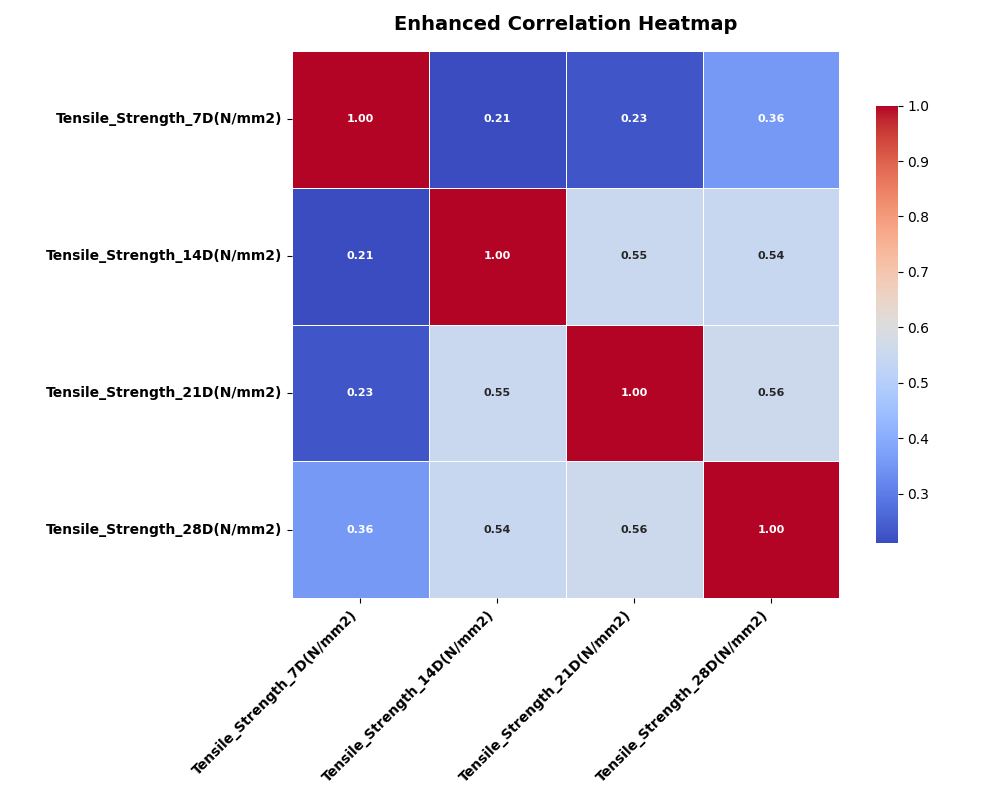 Enhanced Correlation Heatmap
Tensile_Strength_7D(N/mm2)
1.00
0.21
0.23
0.36
Tensile_Strength_14D(N/mm2)
0.21
1.00
0.55
0.54
Tensile_Strength_21D(N/mm2)
0.23
0.55
1.00
0.56
Tensile_Strength_28D(N/mm2)
0.36
0.54
0.56
1.00
Tensile_Strength_7D(N/mm2)
Tensile_Strength_14D(N/mm2)
Tensile_Strength_21D(N/mm2)
Tensile_Strength_28D(N/mm2)
1.0
0.9
0.8
0.7
0.6
0.5
0.4
0.3